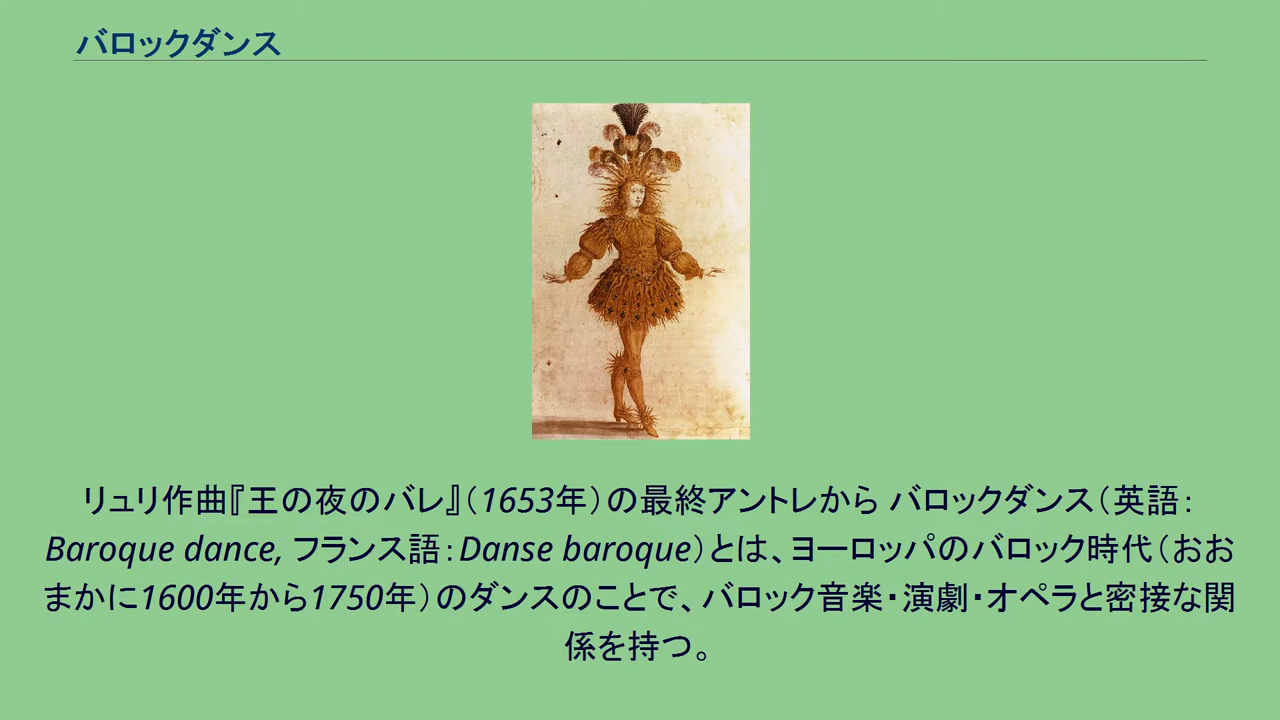 バロックダンス
リュリ作曲『王の夜のバレ』（1653年）の最終アントレから バロックダンス（英語：
Baroque dance, フランス語：Danse baroque）とは、ヨーロッパのバロック時代（おお
まかに1600年から1750年）のダンスのことで、バロック音楽・演劇・オペラと密接な関
係を持つ。